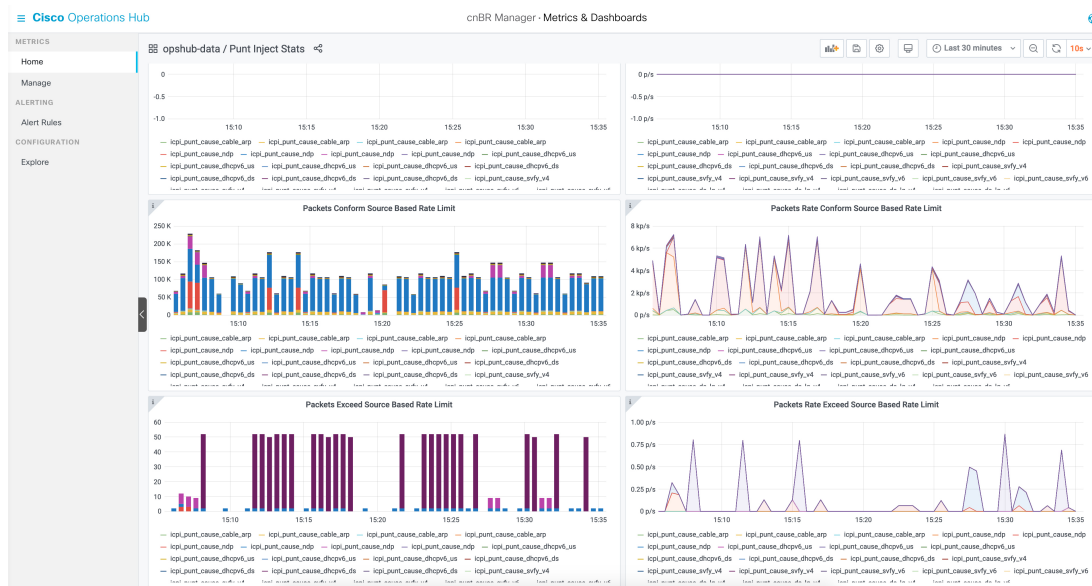 Cisco Operations Hub
cnBR Manager · Metrics & Dashboards
METRICS
Home
Manage
ALERTING
Alert Rules
CONFIGURATION
Explore
opshub-data / Punt Inject Stats
Last 30 minutes
10s
0
-0.5
-1.0
15:10 15:15 15:20 15:25 15:30 15:35
icpi_punt_cause_cable_arp icpi_punt_cause_cable_arp icpi_punt_cause_cable_arp icpi_punt_cause_ndp
icpi_punt_cause_ndp icpi_punt_cause_ndp icpi_punt_cause_ndp icpi_punt_cause_dhcpv6_us
icpi_punt_cause_dhcpv6_us icpi_punt_cause_dhcpv6_us icpi_punt_cause_dhcpv6_ds
icpi_punt_cause_dhcpv6_ds icpi_punt_cause_dhcpv6_ds icpi_punt_cause_svfy_v4
0 p/s
-0.5 p/s
-1.0 p/s
15:10 15:15 15:20 15:25 15:30 15:35
icpi_punt_cause_cable_arp icpi_punt_cause_cable_arp icpi_punt_cause_ndp icpi_punt_cause_ndp
icpi_punt_cause_ndp icpi_punt_cause_dhcpv6_us icpi_punt_cause_dhcpv6_us
icpi_punt_cause_dhcpv6_ds icpi_punt_cause_dhcpv6_ds icpi_punt_cause_svfy_v4
icpi_punt_cause_svfy_v4 icpi_punt_cause_svfy_v4 icpi_punt_cause_svfy_v6 icpi_punt_cause_svfy_v6
Packets Conform Source Based Rate Limit
250 K
200 K
150 K
100 K
50 K
0
15:10 15:15 15:20 15:25 15:30 15:35
icpi_punt_cause_cable_arp icpi_punt_cause_cable_arp icpi_punt_cause_cable_arp
icpi_punt_cause_ndp icpi_punt_cause_ndp icpi_punt_cause_ndp icpi_punt_cause_dhcpv6_us
icpi_punt_cause_dhcpv6_us icpi_punt_cause_dhcpv6_us icpi_punt_cause_dhcpv6_ds
icpi_punt_cause_dhcpv6_ds icpi_punt_cause_dhcpv6_ds icpi_punt_cause_svfy_v4
Packets Rate Conform Source Based Rate Limit
8 kp/s
6 kp/s
4 kp/s
2 kp/s
0 p/s
15:10 15:15 15:20 15:25 15:30 15:35
icpi_punt_cause_cable_arp icpi_punt_cause_cable_arp icpi_punt_cause_ndp icpi_punt_cause_ndp
icpi_punt_cause_ndp icpi_punt_cause_dhcpv6_us icpi_punt_cause_dhcpv6_us
icpi_punt_cause_dhcpv6_ds icpi_punt_cause_dhcpv6_ds icpi_punt_cause_svfy_v4
icpi_punt_cause_svfy_v4 icpi_punt_cause_svfy_v4 icpi_punt_cause_svfy_v6 icpi_punt_cause_svfy_v6
Packets Exceed Source Based Rate Limit
60
50
40
30
20
10
0
15:10 15:15 15:20 15:25 15:30 15:35
icpi_punt_cause_cable_arp icpi_punt_cause_cable_arp icpi_punt_cause_cable_arp
icpi_punt_cause_ndp icpi_punt_cause_ndp icpi_punt_cause_ndp icpi_punt_cause_dhcpv6_us
icpi_punt_cause_dhcpv6_us icpi_punt_cause_dhcpv6_us icpi_punt_cause_dhcpv6_ds
icpi_punt_cause_dhcpv6_ds icpi_punt_cause_dhcpv6_ds icpi_punt_cause_svfy_v4
Packets Rate Exceed Source Based Rate Limit
1.00 p/s
0.75 p/s
0.50 p/s
0.25 p/s
0 p/s
15:10 15:15 15:20 15:25 15:30 15:35
icpi_punt_cause_cable_arp icpi_punt_cause_cable_arp icpi_punt_cause_ndp icpi_punt_cause_ndp
icpi_punt_cause_ndp icpi_punt_cause_dhcpv6_us icpi_punt_cause_dhcpv6_us
icpi_punt_cause_dhcpv6_ds icpi_punt_cause_dhcpv6_ds icpi_punt_cause_svfy_v4
icpi_punt_cause_svfy_v4 icpi_punt_cause_svfy_v4 icpi_punt_cause_svfy_v6 icpi_punt_cause_svfy_v6